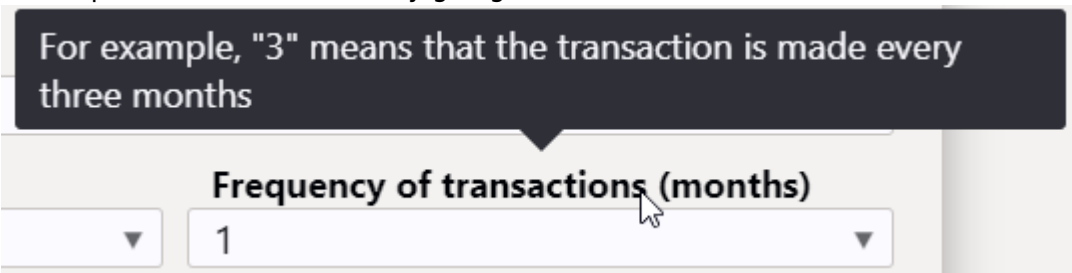 For example, "3" means that the transaction is made every
three months
Frequency of transactions (months)
1